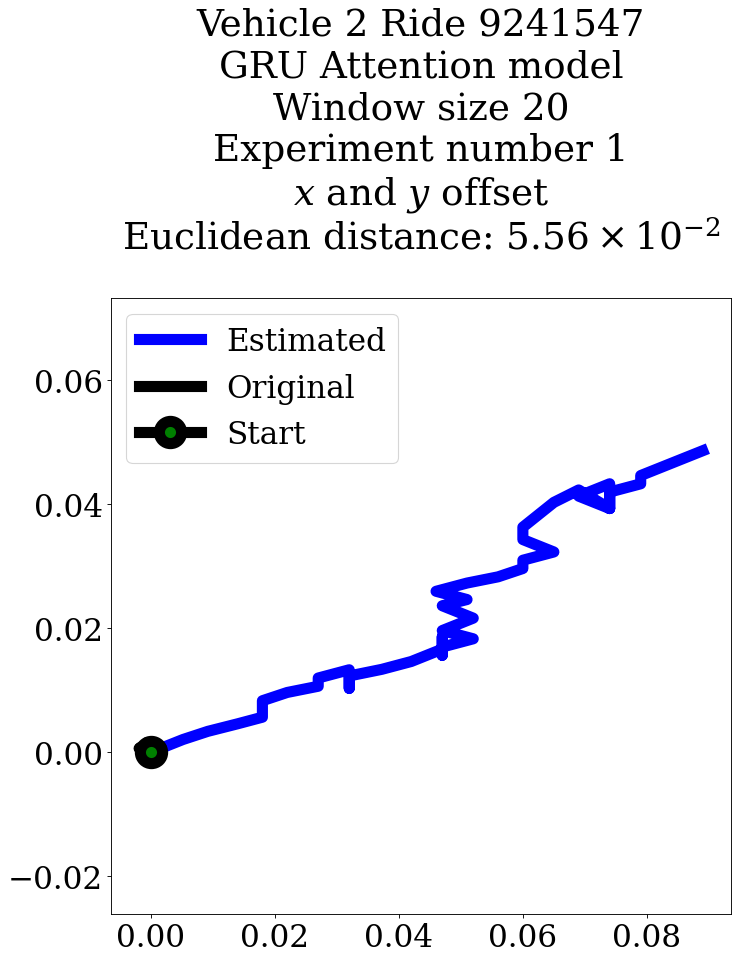 Vehicle 2 Ride 9241547
GRU Attention model
Window size 20
Experiment number 1
x and y offset
Euclidean distance: 5.56 × 10⁻²
Estimated
Original
Start
0.06
0.04
0.02
0.00
−0.02
0.00 0.02 0.04 0.06 0.08